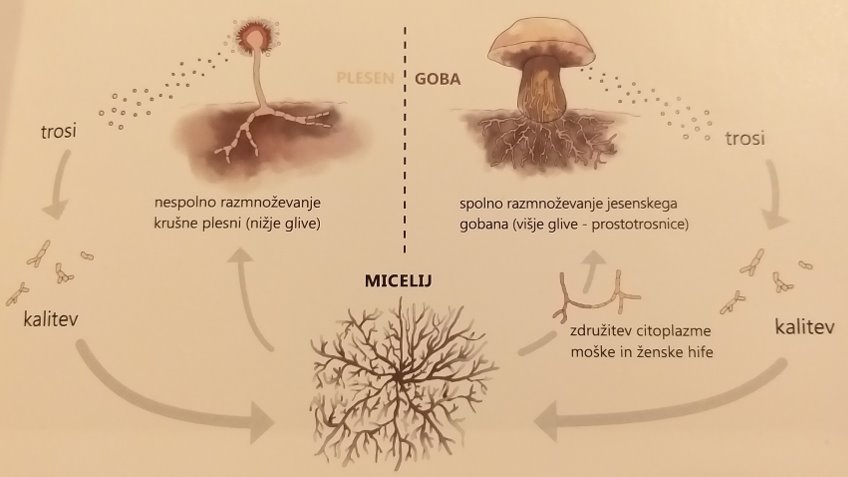 PLESEN
GOBA
trosi
trosi
nespolno razmnoževanje
krušne plesni (nižje glive)
spolno razmnoževanje jesenskega
gobana (višje glive - prostotrosnice)
MICELIJ
kalitev
združitev citoplazme
moške in ženske hife
kalitev